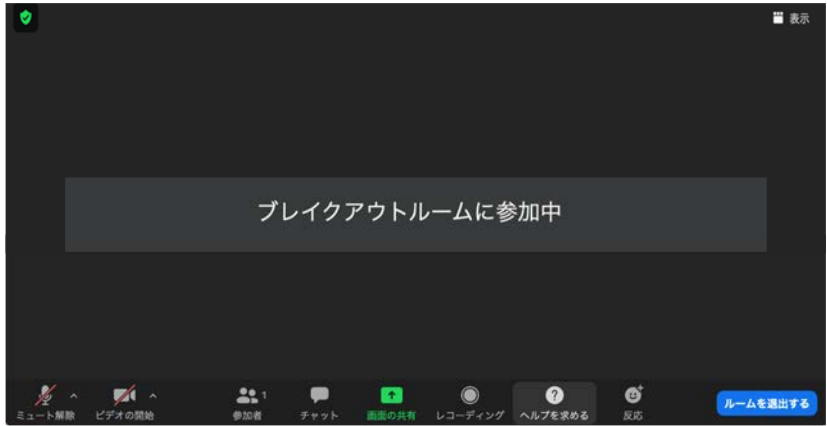 表示
ブレイクアウトルームに参加中
ミュート解除
ビデオの開始
1
参加者
チャット
画面の共有
レコーディング
ヘルプを求める
反応
ルームを退出する